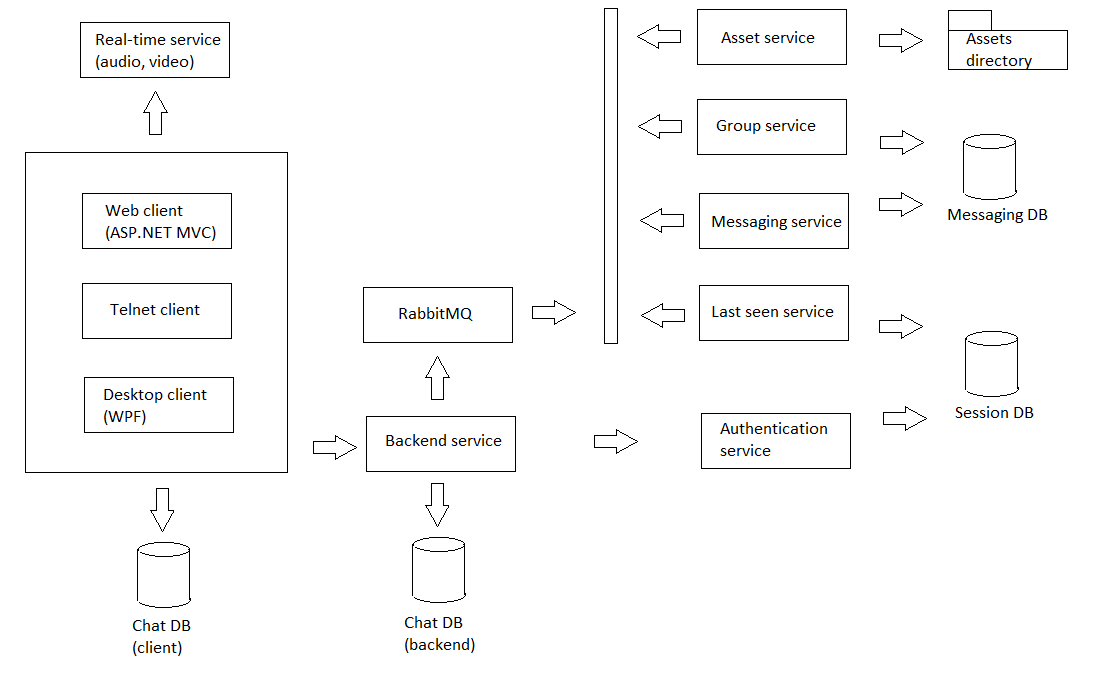 Real-time service
(audio, video)
Web client
(ASP.NET MVC)
Telnet client
Desktop client
(WPF)
Chat DB
(client)
RabbitMQ
Backend service
Chat DB
(backend)
Asset service
Group service
Messaging service
Last seen service
Authentication
service
Assets
directory
Messaging DB
Session DB